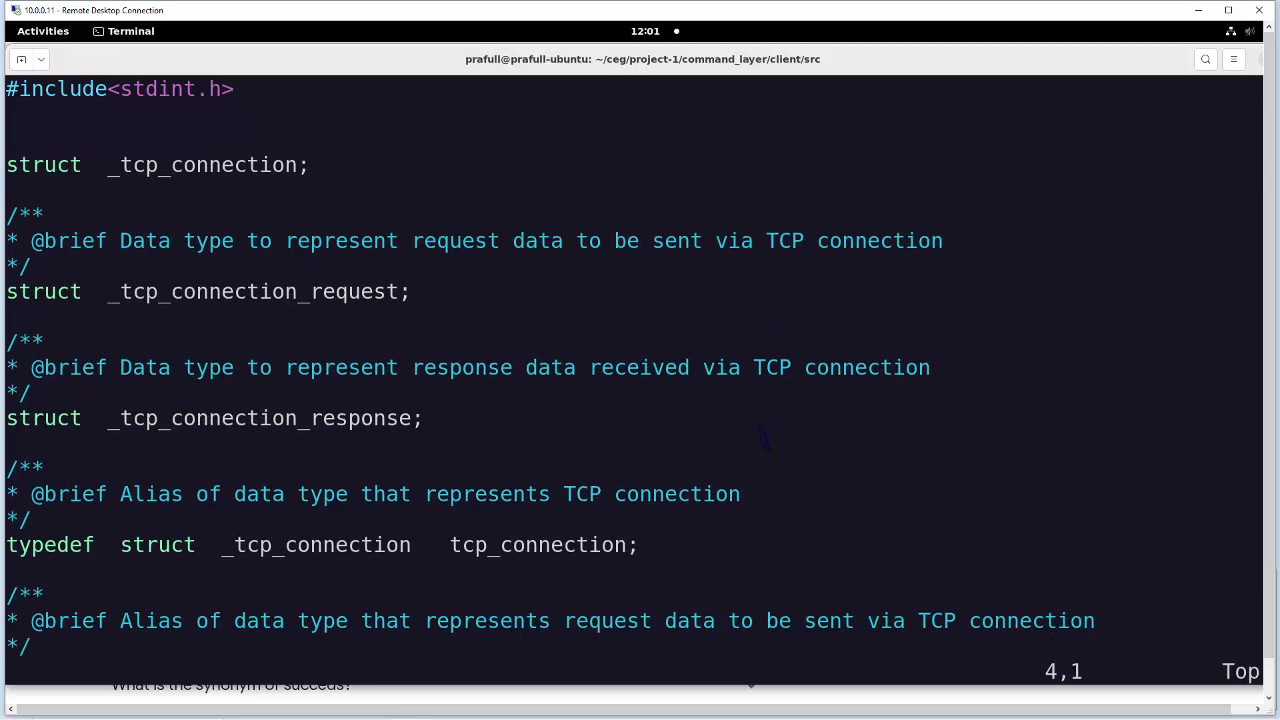 10.0.0.11 - Remote Desktop Connection
Activities Terminal 12:01
prafull@prafull-ubuntu: ~/ceg/project-1/command_layer/client/src
#include<stdint.h>
struct _tcp_connection;
/**
* @brief Data type to represent request data to be sent via TCP connection
*/
struct _tcp_connection_request;
/**
* @brief Data type to represent response data received via TCP connection
*/
struct _tcp_connection_response;
/**
* @brief Alias of data type that represents TCP connection
*/
typedef struct _tcp_connection tcp_connection;
/**
* @brief Alias of data type that represents request data to be sent via TCP connection
*/
4,1 Top
What is the synonym of succeds?